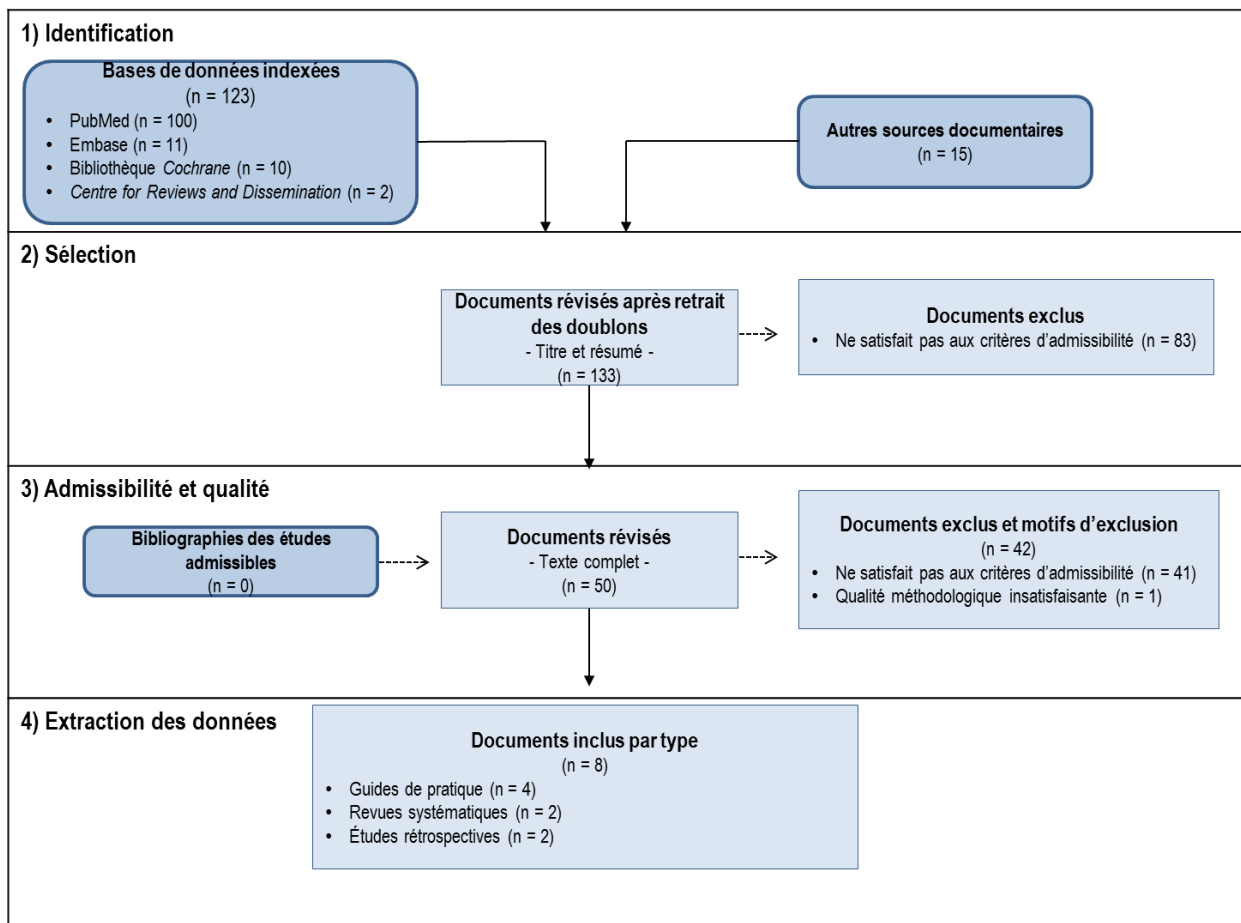 1) Identification
Bases de données indexées
(n = 123)
• PubMed (n = 100)
• Embase (n = 11)
• Bibliothèque Cochrane (n = 10)
• Centre for Reviews and Dissemination (n = 2)
Autres sources documentaires
(n = 15)
2) Sélection
Documents révisés après retrait
des doublons
- Titre et résumé -
(n = 133)
Documents exclus
• Ne satisfait pas aux critères d’admissibilité (n = 83)
3) Admissibilité et qualité
Bibliographies des études
admissibles
(n = 0)
Documents révisés
- Texte complet -
(n = 50)
Documents exclus et motifs d’exclusion
(n = 42)
• Ne satisfait pas aux critères d’admissibilité (n = 41)
• Qualité méthodologique insatisfaisante (n = 1)
4) Extraction des données
Documents inclus par type
(n = 8)
• Guides de pratique (n = 4)
• Revues systématiques (n = 2)
• Études rétrospectives (n = 2)